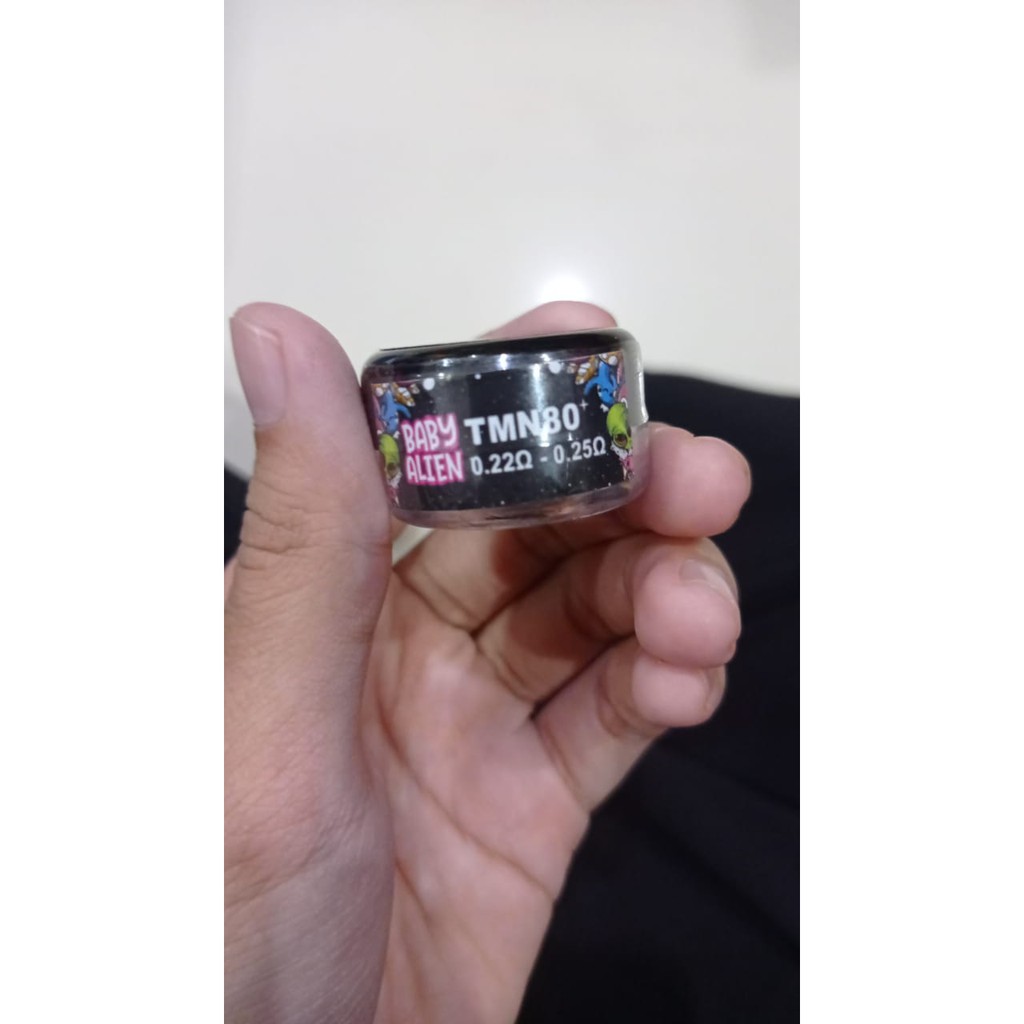 BABY
ALIEN
TMN80
0.22Ω - 0.25Ω